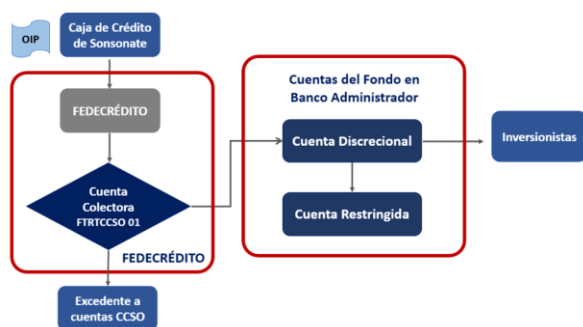 OIP
Caja de Crédito
de Sonsonate
FEDECRÉDITO
Cuenta
Colectora
FTRTCCSO 01
FEDECRÉDITO
Excedente a
cuentas CCSO
Cuentas del Fondo en
Banco Administrador
Cuenta Discrecional
Cuenta Restringida
Inversionistas